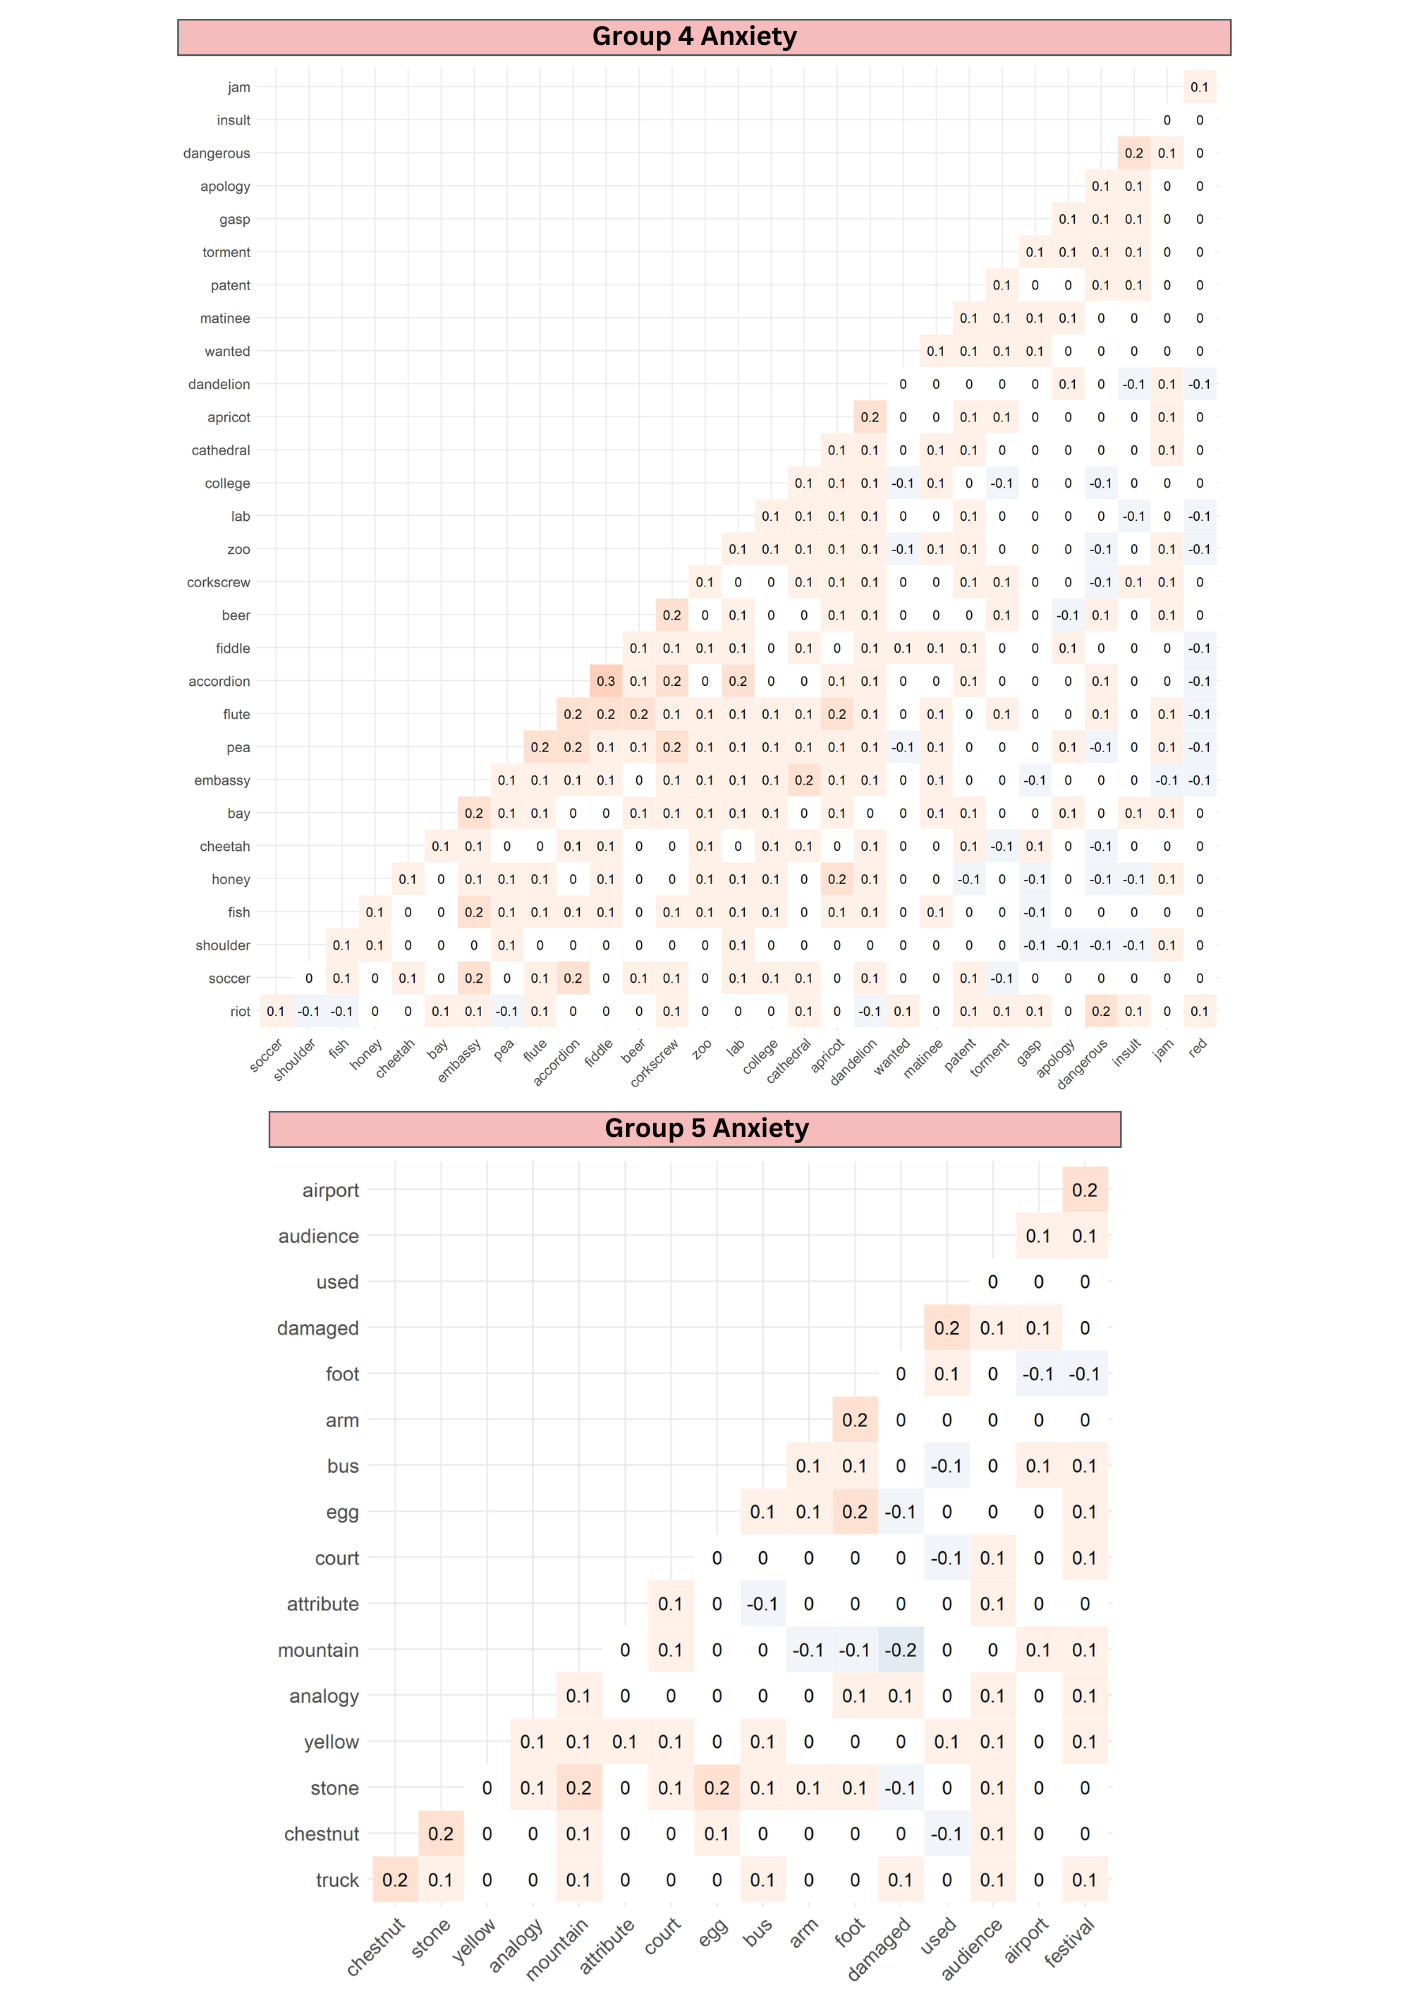 Group 4 Anxiety
jam 0.1
insult 0 0
dangerous 0.2 0.1 0
apology 0.1 0.1 0 0
gasp 0.1 0.1 0.1 0 0
torment 0.1 0.1 0.1 0.1 0 0
patent 0.1 0 0 0.1 0.1 0 0
matinee 0.1 0.1 0.1 0.1 0 0 0 0
wanted 0.1 0.1 0.1 0.1 0 0 0 0 0
dandelion 0 0 0 0 0 0.1 0 -0.1 0.1 -0.1
apricot 0.2 0 0 0.1 0.1 0 0 0 0 0.1 0
cathedral 0.1 0.1 0 0.1 0.1 0 0 0 0 0 0.1 0
college 0.1 0.1 0.1 -0.1 0.1 0 -0.1 0 0 -0.1 0 0 0
lab 0.1 0.1 0.1 0.1 0 0 0.1 0 0 0 0 -0.1 0 -0.1
zoo 0.1 0.1 0.1 0.1 0.1 -0.1 0.1 0.1 0 0 0 -0.1 0 0.1 -0.1
corkscrew 0.1 0 0 0.1 0.1 0.1 0 0 0.1 0.1 0 0 -0.1 0.1 0.1 0
beer 0.2 0 0.1 0 0 0.1 0.1 0 0 0 0.1 0 -0.1 0.1 0 0.1 0
fiddle 0.1 0.1 0.1 0.1 0 0.1 0 0.1 0.1 0.1 0.1 0 0 0.1 0 0 0 -0.1
accordion 0.3 0.1 0.2 0 0.2 0 0 0.1 0.1 0 0 0.1 0 0 0 0.1 0 0 -0.1
flute 0.2 0.2 0.2 0.1 0.1 0.1 0.1 0.1 0.2 0.1 0 0.1 0 0.1 0 0 0.1 0 0.1 -0.1
pea 0.2 0.2 0.1 0.1 0.2 0.1 0.1 0.1 0.1 0.1 0.1 -0.1 0.1 0 0 0 0.1 -0.1 0 0.1 -0.1
embassy 0.1 0.1 0.1 0.1 0 0.1 0.1 0.1 0.1 0.2 0.1 0.1 0 0.1 0 0 -0.1 0 0 0 -0.1 -0.1
bay 0.2 0.1 0.1 0 0 0.1 0.1 0.1 0.1 0.1 0 0.1 0 0 0.1 0.1 0 0 0.1 0 0.1 0.1 0
cheetah 0.1 0.1 0 0 0.1 0.1 0 0 0.1 0 0.1 0.1 0 0.1 0 0 0.1 -0.1 0.1 0 -0.1 0 0 0
honey 0.1 0 0.1 0.1 0.1 0 0.1 0 0 0.1 0.1 0.1 0 0.2 0.1 0 0 -0.1 0 -0.1 0 -0.1 -0.1 0.1 0
fish 0.1 0 0 0.2 0.1 0.1 0.1 0.1 0 0.1 0.1 0.1 0.1 0 0.1 0.1 0 0.1 0 0 -0.1 0 0 0 0 0
shoulder 0.1 0.1 0 0 0 0.1 0 0 0 0 0 0 0.1 0 0 0 0 0 0 0 0 -0.1 -0.1 -0.1 -0.1 0.1 0
soccer 0 0.1 0 0.1 0 0.2 0 0.1 0.2 0 0.1 0.1 0 0.1 0.1 0.1 0 0.1 0 0 0.1 -0.1 0 0 0 0 0 0
riot 0.1 -0.1 -0.1 0 0 0.1 0.1 -0.1 0.1 0 0 0 0.1 0 0 0 0.1 0 -0.1 0.1 0 0.1 0.1 0.1 0 0.2 0.1 0 0.1
soccer shoulder fish honey cheetah bay embassy pea flute accordion fiddle beer corkscrew zoo lab college cathedral apricot dandelion wanted matinee patent torment gasp apology dangerous insult jam red
Group 5 Anxiety
airport 0.2
audience 0.1 0.1
used 0 0 0
damaged 0.2 0.1 0.1 0
foot 0 0.1 0 -0.1 -0.1
arm 0.2 0 0 0 0 0
bus 0.1 0.1 0 -0.1 0 0.1 0.1
egg 0.1 0.1 0.2 -0.1 0 0 0 0.1
court 0 0 0 0 0 -0.1 0.1 0 0.1
attribute 0.1 0 -0.1 0 0 0 0 0.1 0 0
mountain 0 0.1 0 0 -0.1 -0.1 -0.2 0 0 0.1 0.1
analogy 0.1 0 0 0 0 0 0.1 0.1 0 0.1 0 0.1
yellow 0.1 0.1 0.1 0.1 0 0.1 0 0 0 0.1 0.1 0 0.1
stone 0 0.1 0.2 0 0.1 0.2 0.1 0.1 0.1 -0.1 0 0.1 0 0
chestnut 0.2 0 0 0.1 0 0 0.1 0 0 0 0 -0.1 0.1 0 0
truck 0.2 0.1 0 0 0.1 0 0 0 0.1 0 0 0.1 0 0.1 0 0.1
chestnut stone yellow analogy mountain attribute court egg bus arm foot damaged used audience airport festival